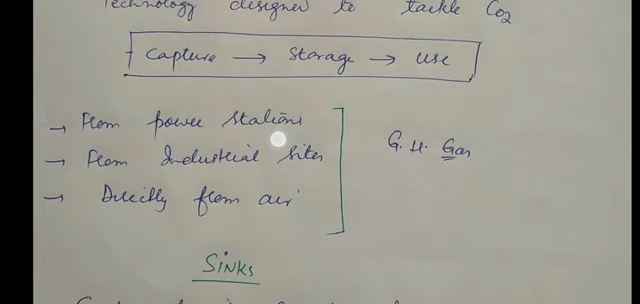 Technology designed to tackle CO2
Capture → Storage → use
→ From power stations
→ From Industrial Sites
→ Directly from air
G. H. Gas
SINKS